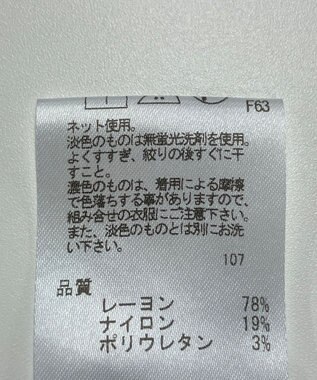 F63
ネット使用。
淡色のものは無蛍光洗剤を使用。
よくすすぎ、絞りの後すぐに干
すこと。
濃色のものは、着用による摩擦
で色落ちする事がありますので、
組み合せの衣服にご注意下さい。
また、淡色のものとは別にお洗
い下さい。
107
品質
レーヨン 78%
ナイロン 19%
ポリウレタン 3%